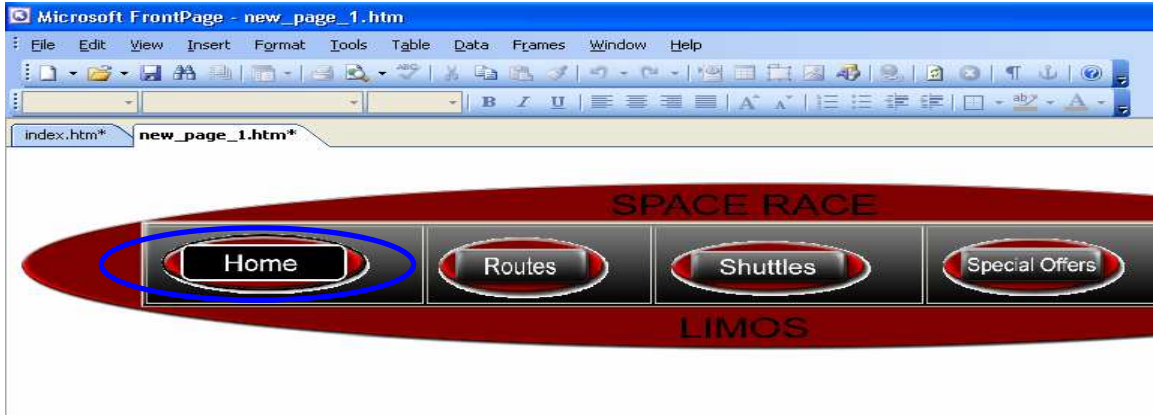 Microsoft FrontPage - new_page_1.htm
File Edit View Insert Format Tools Table Data Frames Window Help
B I U A A ab A
index.htm* new_page_1.htm*
SPACE RACE
Home Routes Shuttles Special Offers
LIMOS